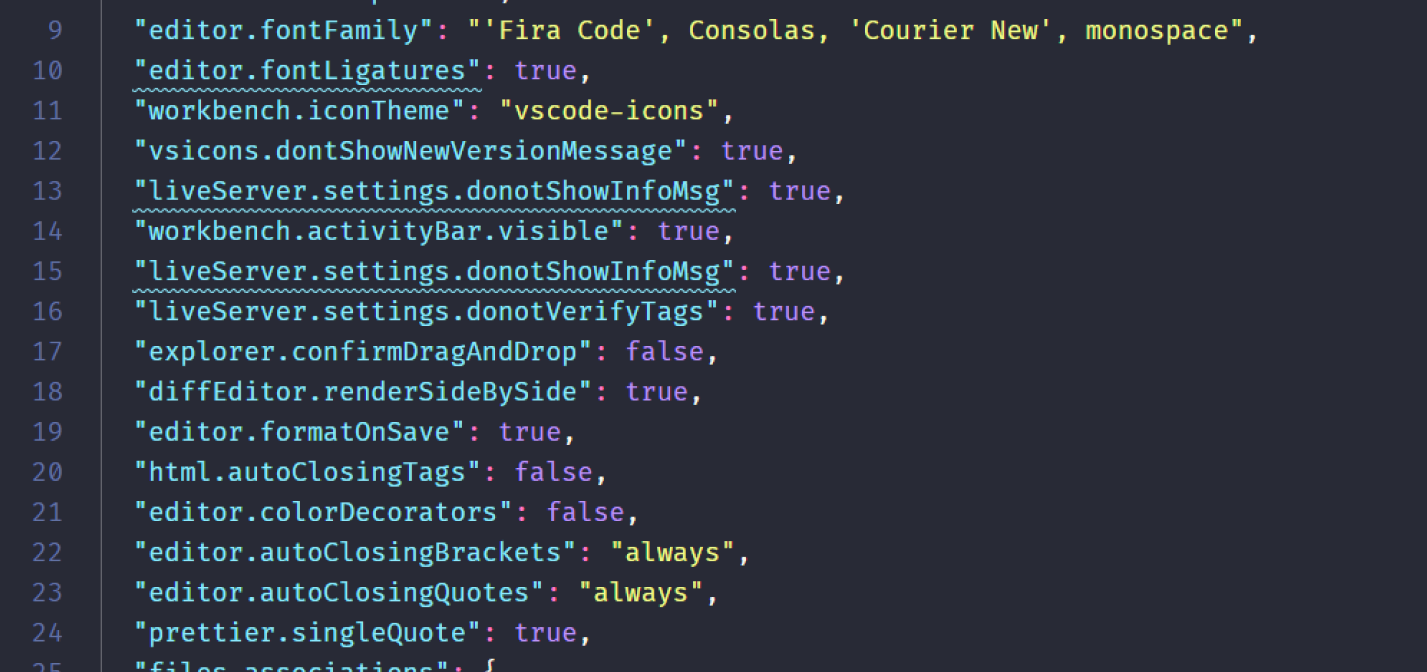 9 "editor.fontFamily": "'Fira Code', Consolas, 'Courier New', monospace",
10 "editor.fontLigatures": true,
11 "workbench.iconTheme": "vscode-icons",
12 "vsicons.dontShowNewVersionMessage": true,
13 "liveServer.settings.donotShowInfoMsg": true,
14 "workbench.activityBar.visible": true,
15 "liveServer.settings.donotShowInfoMsg": true,
16 "liveServer.settings.donotVerifyTags": true,
17 "explorer.confirmDragAndDrop": false,
18 "diffEditor.renderSideBySide": true,
19 "editor.formatOnSave": true,
20 "html.autoClosingTags": false,
21 "editor.colorDecorators": false,
22 "editor.autoClosingBrackets": "always",
23 "editor.autoClosingQuotes": "always",
24 "prettier.singleQuote": true,
25 "files.associations": {